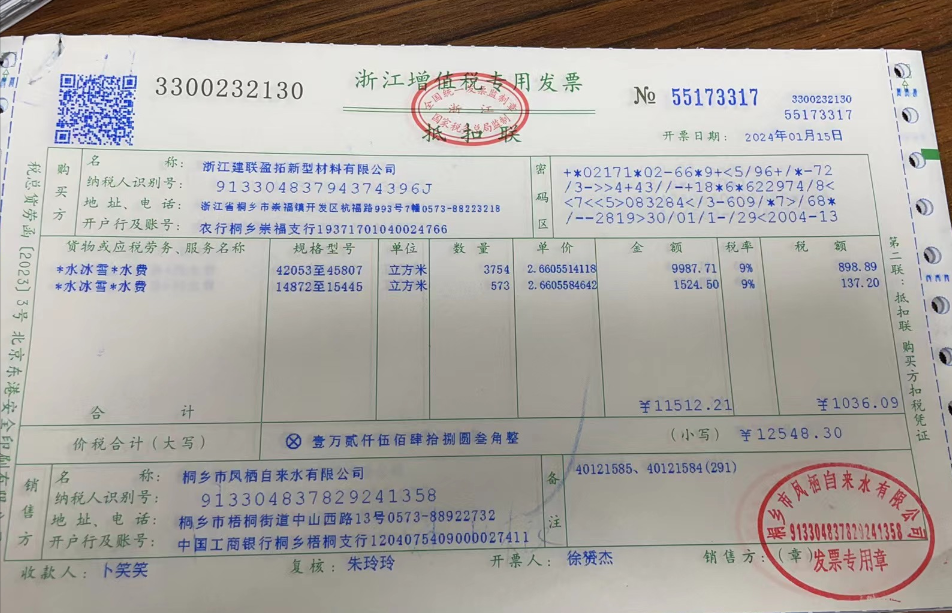 3300232130
浙江增值税专用发票
抵扣联
全国统一发票监制章
浙江
国家税务总局监制
№ 55173317
3300232130
55173317
开票日期: 2024年01月15日
税总货劳函[2023]3号 北京东港安全印刷有限公司
购买方
名称: 浙江建联盈拓新型材料有限公司
纳税人识别号: 91330483794374396J
地址、电话: 浙江省桐乡市崇福镇开发区杭福路993号7幢0573-88223218
开户行及账号: 农行桐乡崇福支行19371701040024766
密码区
+*02171*02-66*9+<5/96+/*-72
/3->>4+43//-+18*6*622974/8<
<7<<5>083284</3-609/*7>/68*
/--2819>30/01/1-/29<2004-13
货物或应税劳务、服务名称 规格型号 单位 数量 单价 金额 税率 税额
*水冰雪*水费 42053至45807 立方米 3754 2.6605514118 9987.71 9% 898.89
*水冰雪*水费 14872至15445 立方米 573 2.6605584642 1524.50 9% 137.20
合计 ¥11512.21 ¥1036.09
价税合计(大写) ⊗ 壹万贰仟伍佰肆拾捌圆叁角整 (小写) ¥12548.30
第二联:抵扣联 购买方扣税凭证
销售方
名称: 桐乡市凤栖自来水有限公司
纳税人识别号: 913304837829241358
地址、电话: 桐乡市梧桐街道中山西路13号0573-88922732
开户行及账号: 中国工商银行桐乡梧桐支行1204075409000027411
备注
40121585、40121584(291)
桐乡市凤栖自来水有限公司
913304837829241358
发票专用章
收款人: 卜笑笑 复核: 朱玲玲 开票人: 徐赟杰 销售方:(章)